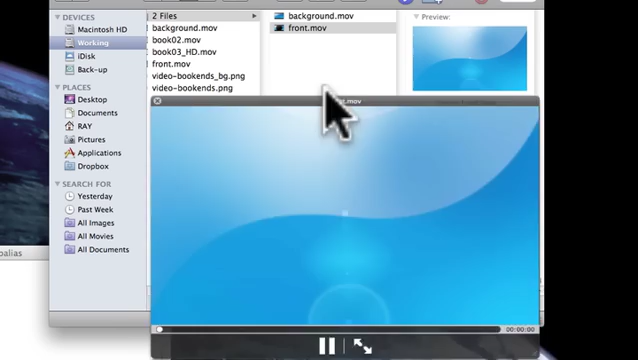 DEVICES
Macintosh HD
Working
iDisk
Back-up
PLACES
Desktop
Documents
RAY
Pictures
Applications
Dropbox
SEARCH FOR
Yesterday
Past Week
All Images
All Movies
All Documents
2 Files
background.mov
book02.mov
book03_HD.mov
front.mov
video-bookends_bg.png
video-bookends.png
background.mov
front.mov
Preview:
.mov
00:00:00
alias